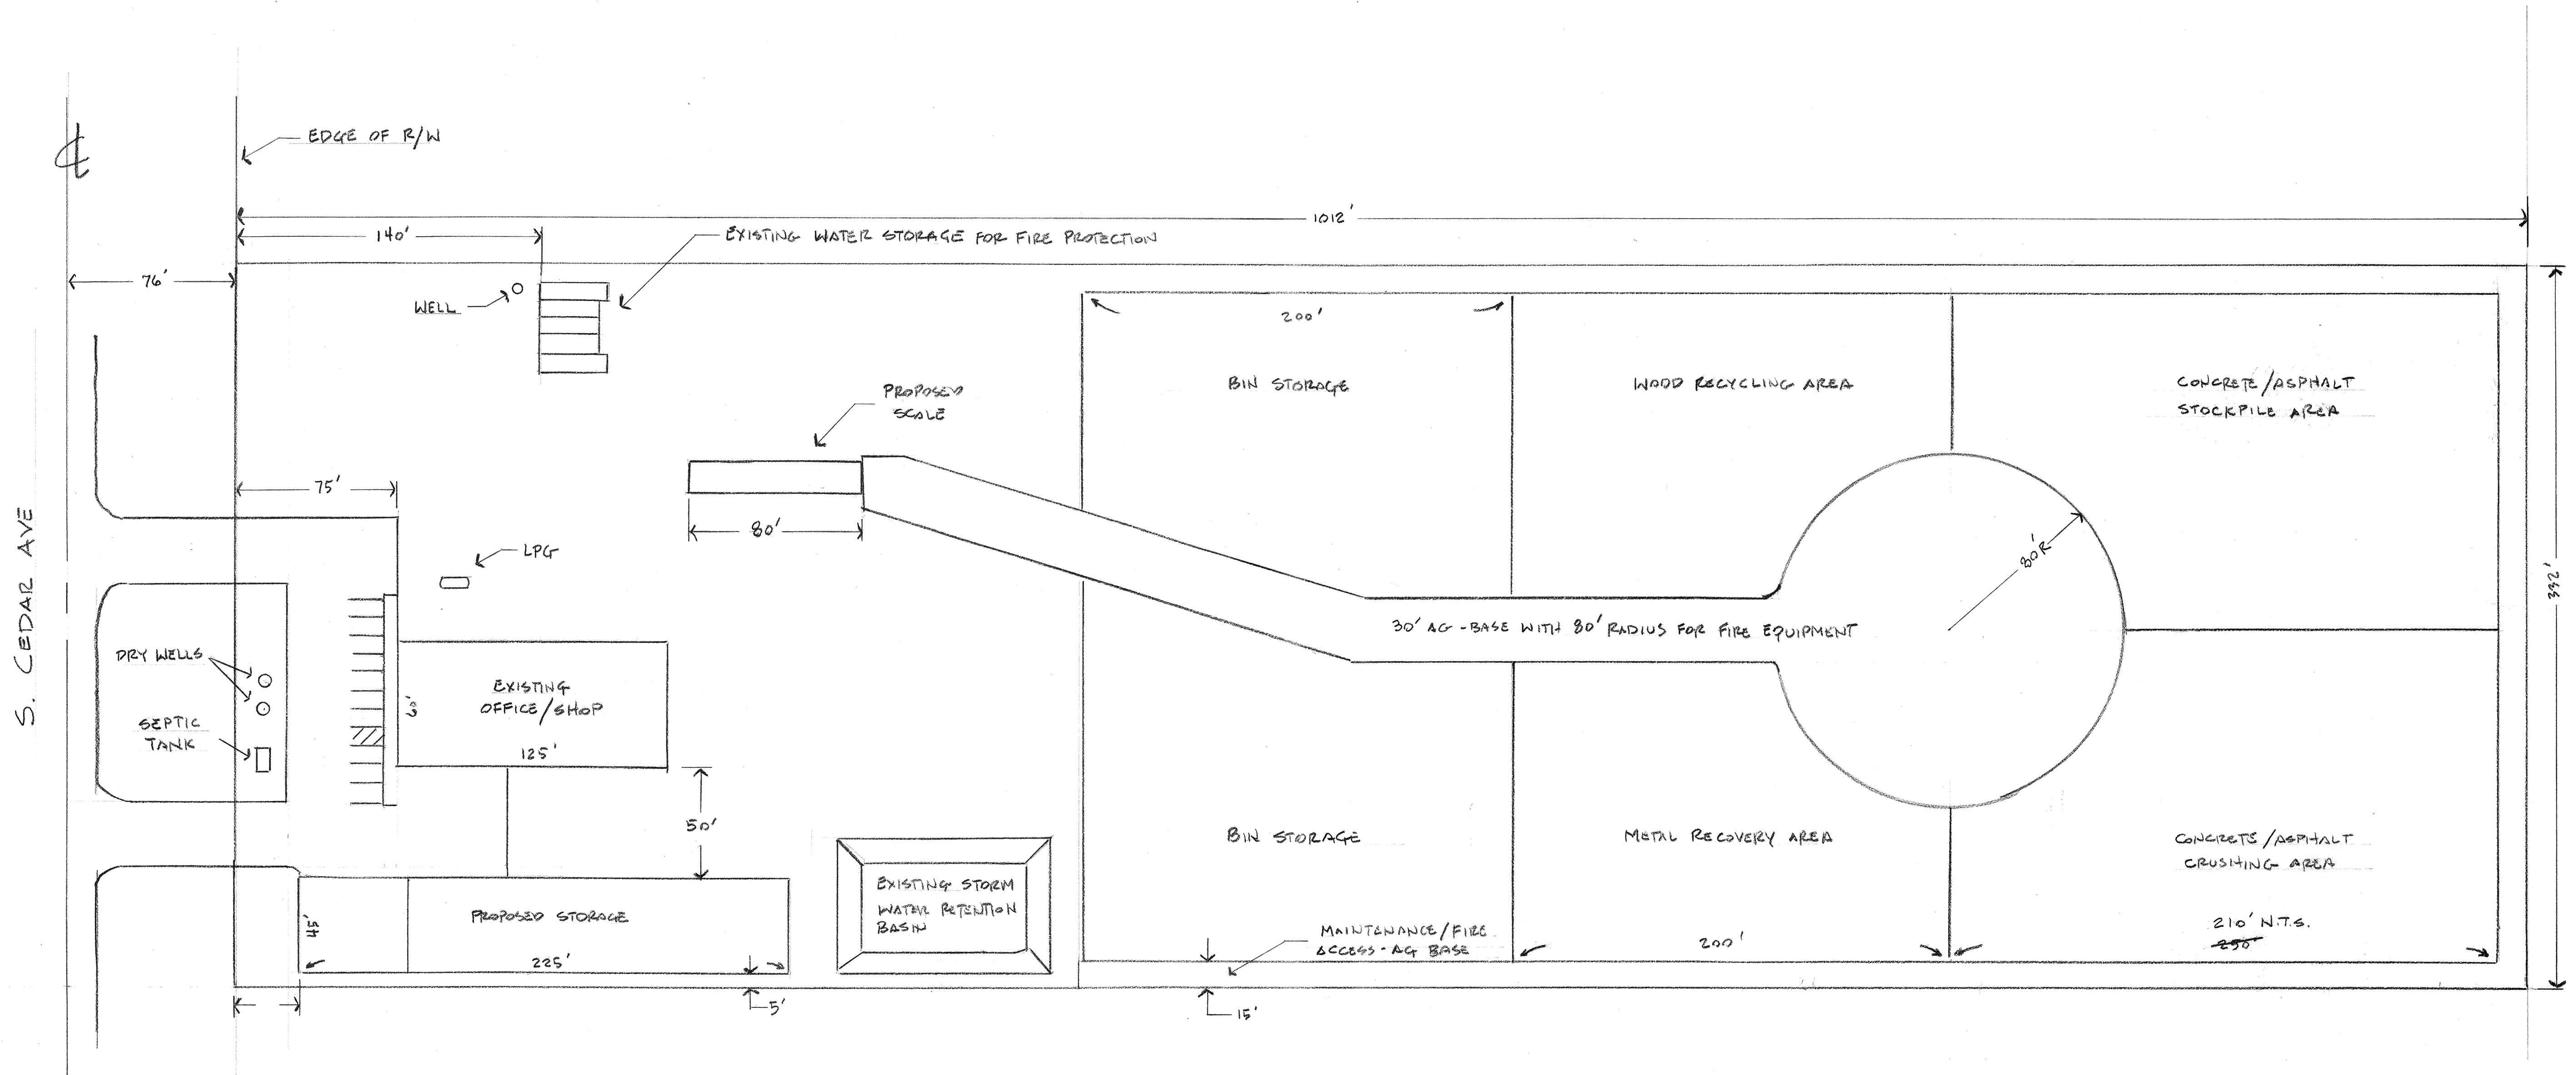 ℄
EDGE OF R/W
1012'
140'
EXISTING WATER STORAGE FOR FIRE PROTECTION
76'
WELL
200'
PROPOSED
SCALE
BIN STORAGE
WOOD RECYCLING AREA
CONCRETE/ASPHALT
STOCKPILE AREA
75'
80'
LPG
80'R
332'
S. CEDAR AVE
30' AG-BASE WITH 80' RADIUS FOR FIRE EQUIPMENT
DRY WELLS
SEPTIC
TANK
EXISTING
OFFICE/SHOP
60'
125'
50'
BIN STORAGE
METAL RECOVERY AREA
CONCRETE/ASPHALT
CRUSHING AREA
EXISTING STORM
WATER RETENTION
BASIN
PROPOSED STORAGE
45'
225'
MAINTENANCE/FIRE
ACCESS-AG BASE
200'
210' N.T.S.
250'
5'
15'